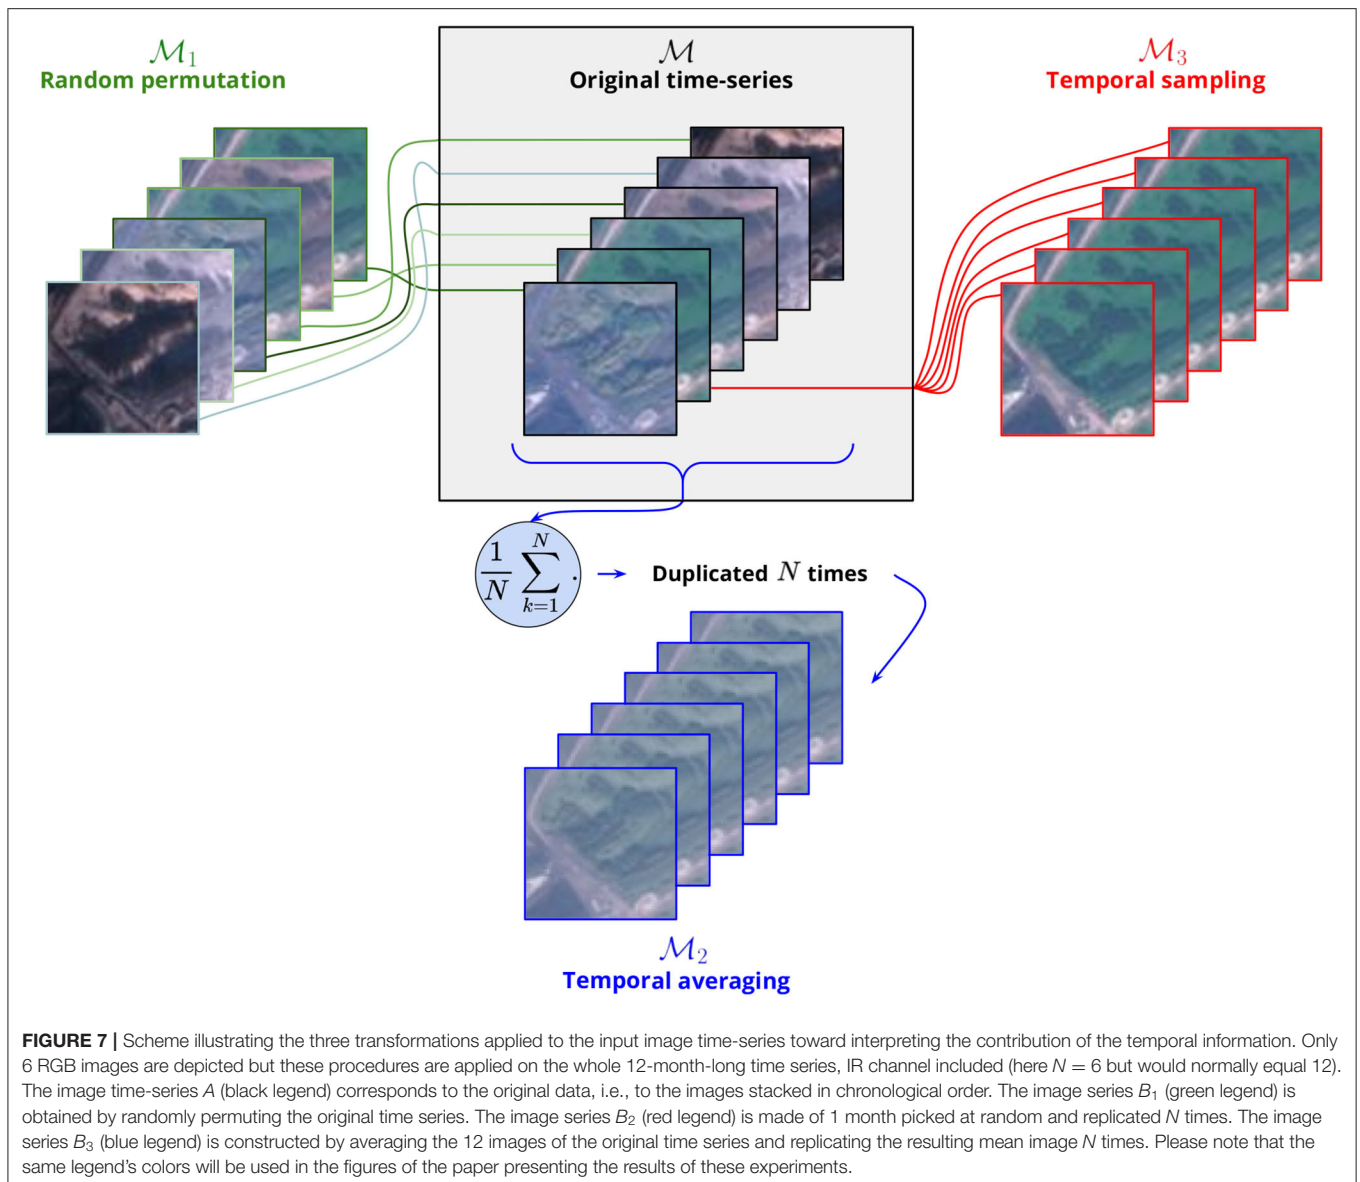 M₁
Random permutation
M
Original time-series
M₃
Temporal sampling
1/N ∑ₖ₌₁ᴺ .
Duplicated N times
M₂
Temporal averaging
FIGURE 7 | Scheme illustrating the three transformations applied to the input image time-series toward interpreting the contribution of the temporal information. Only
6 RGB images are depicted but these procedures are applied on the whole 12-month-long time series, IR channel included (here N = 6 but would normally equal 12).
The image time-series A (black legend) corresponds to the original data, i.e., to the images stacked in chronological order. The image series B₁ (green legend) is
obtained by randomly permuting the original time series. The image series B₂ (red legend) is made of 1 month picked at random and replicated N times. The image
series B₃ (blue legend) is constructed by averaging the 12 images of the original time series and replicating the resulting mean image N times. Please note that the
same legend's colors will be used in the figures of the paper presenting the results of these experiments.